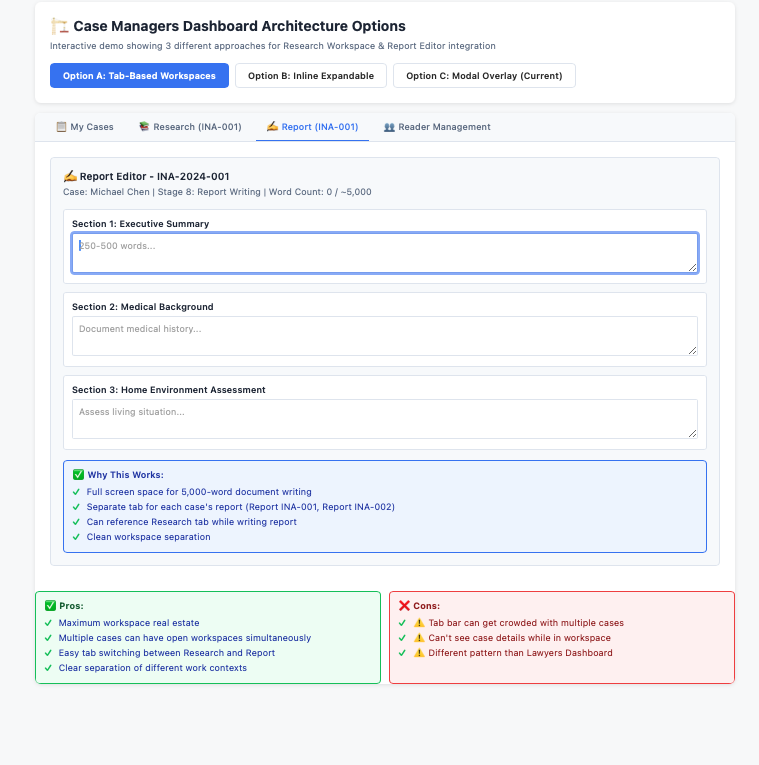 🏗️ Case Managers Dashboard Architecture Options
Interactive demo showing 3 different approaches for Research Workspace & Report Editor integration
Option A: Tab-Based Workspaces
Option B: Inline Expandable
Option C: Modal Overlay (Current)
📋 My Cases
📚 Research (INA-001)
✍️ Report (INA-001)
👥 Reader Management
✍️ Report Editor - INA-2024-001
Case: Michael Chen | Stage 8: Report Writing | Word Count: 0 / ~5,000
Section 1: Executive Summary
250-500 words...
Section 2: Medical Background
Document medical history...
Section 3: Home Environment Assessment
Assess living situation...
✅ Why This Works:
✓ Full screen space for 5,000-word document writing
✓ Separate tab for each case's report (Report INA-001, Report INA-002)
✓ Can reference Research tab while writing report
✓ Clean workspace separation
✅ Pros:
✓ Maximum workspace real estate
✓ Multiple cases can have open workspaces simultaneously
✓ Easy tab switching between Research and Report
✓ Clear separation of different work contexts
❌ Cons:
✓ ⚠️ Tab bar can get crowded with multiple cases
✓ ⚠️ Can't see case details while in workspace
✓ ⚠️ Different pattern than Lawyers Dashboard